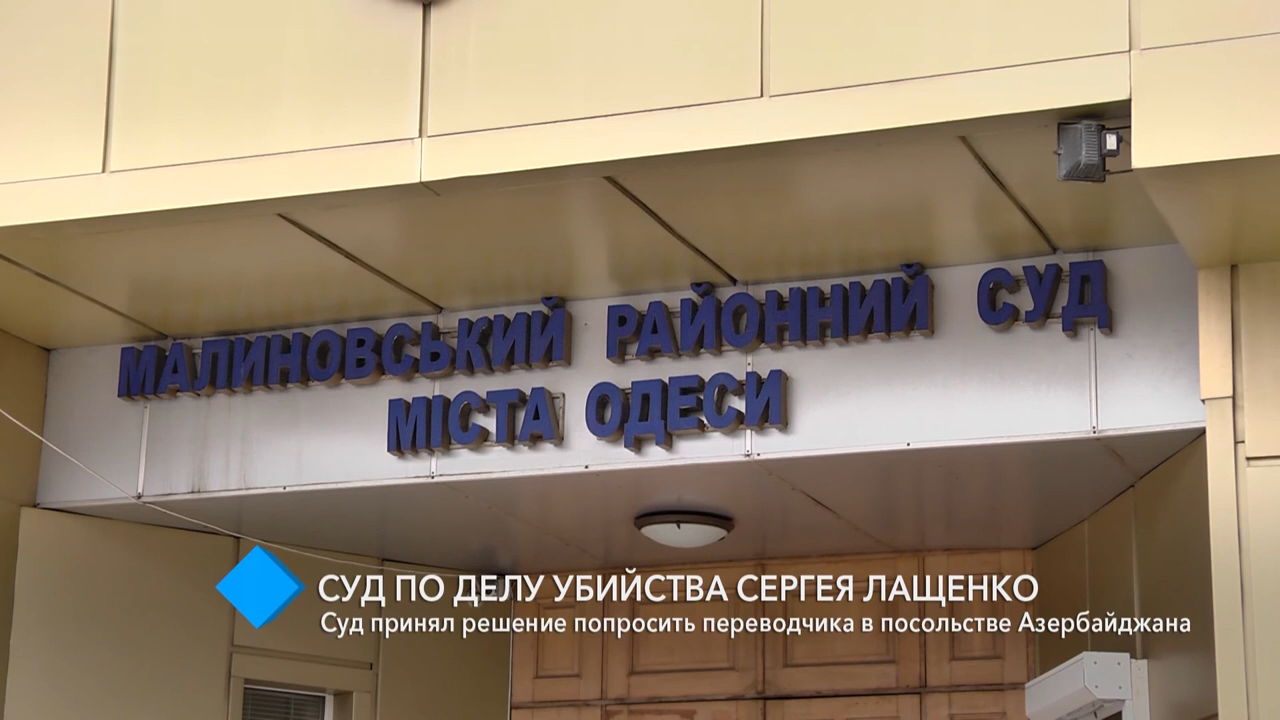 МАЛИНОВСЬКИЙ РАЙОННИЙ СУД
МІСТА ОДЕСИ
СУД ПО ДЕЛУ УБИЙСТВА СЕРГЕЯ ЛАЩЕНКО
Суд принял решение попросить переводчика в посольстве Азербайджана